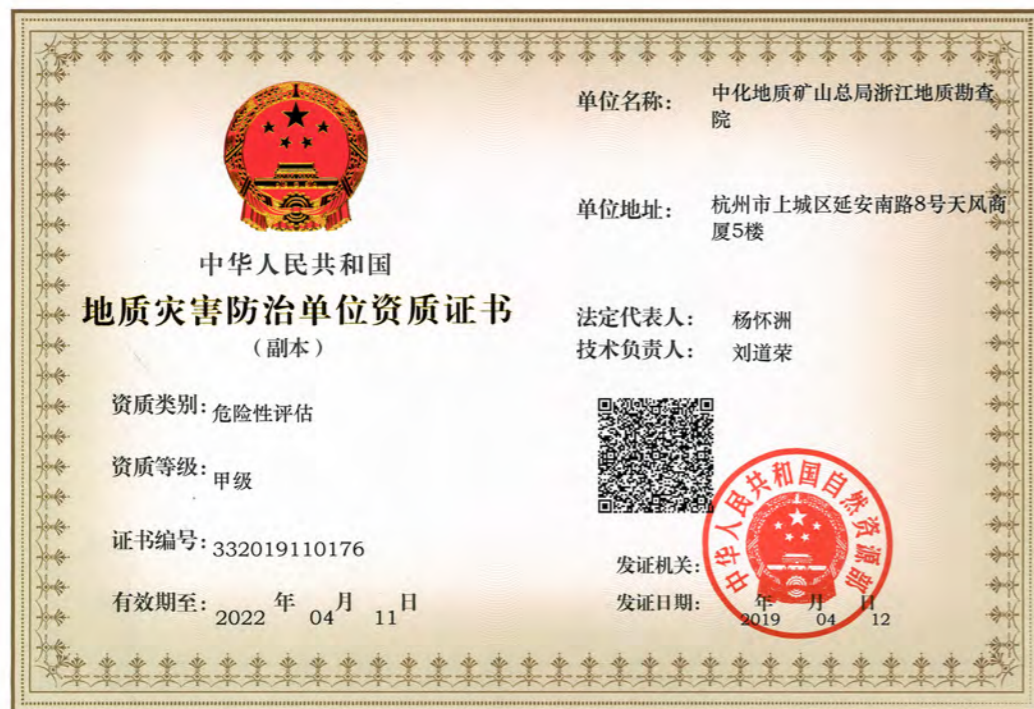 中华人民共和国
地质灾害防治单位资质证书
（副本）
资质类别：危险性评估
资质等级：甲级
证书编号：332019110176
有效期至：2022 年 04 月 11 日
单位名称： 中化地质矿山总局浙江地质勘查
院
单位地址： 杭州市上城区延安南路8号天风商
厦5楼
法定代表人： 杨怀洲
技术负责人： 刘道荣
中华人民共和国自然资源部
发证机关：
发证日期： 2019 年 04 月 12 日